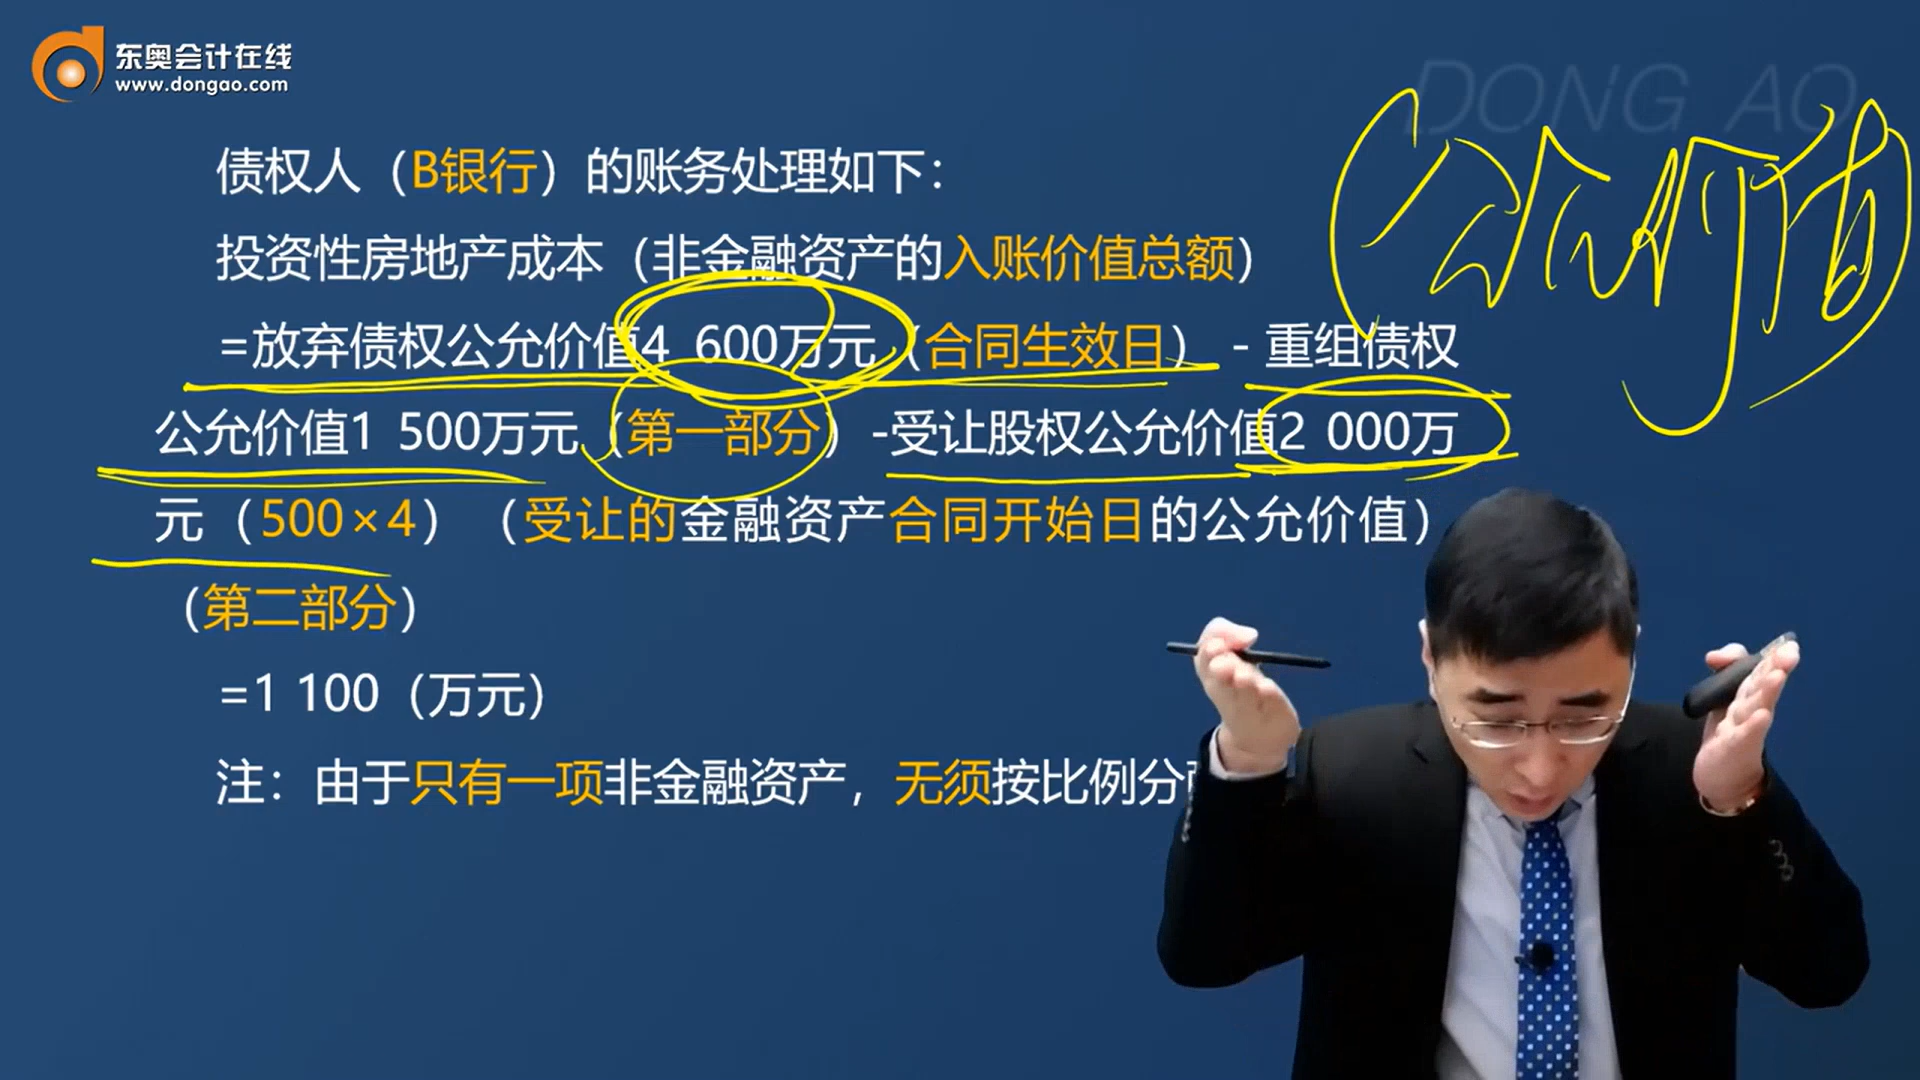 东奥会计在线
www.dongao.com
DONG AO
公允价值
债权人（B银行）的账务处理如下：
投资性房地产成本（非金融资产的入账价值总额）
=放弃债权公允价值4 600万元（合同生效日） - 重组债权
公允价值1 500万元（第一部分）-受让股权公允价值2 000万
元（500×4）（受让的金融资产合同开始日的公允价值）
（第二部分）
=1 100（万元）
注：由于只有一项非金融资产，无须按比例分